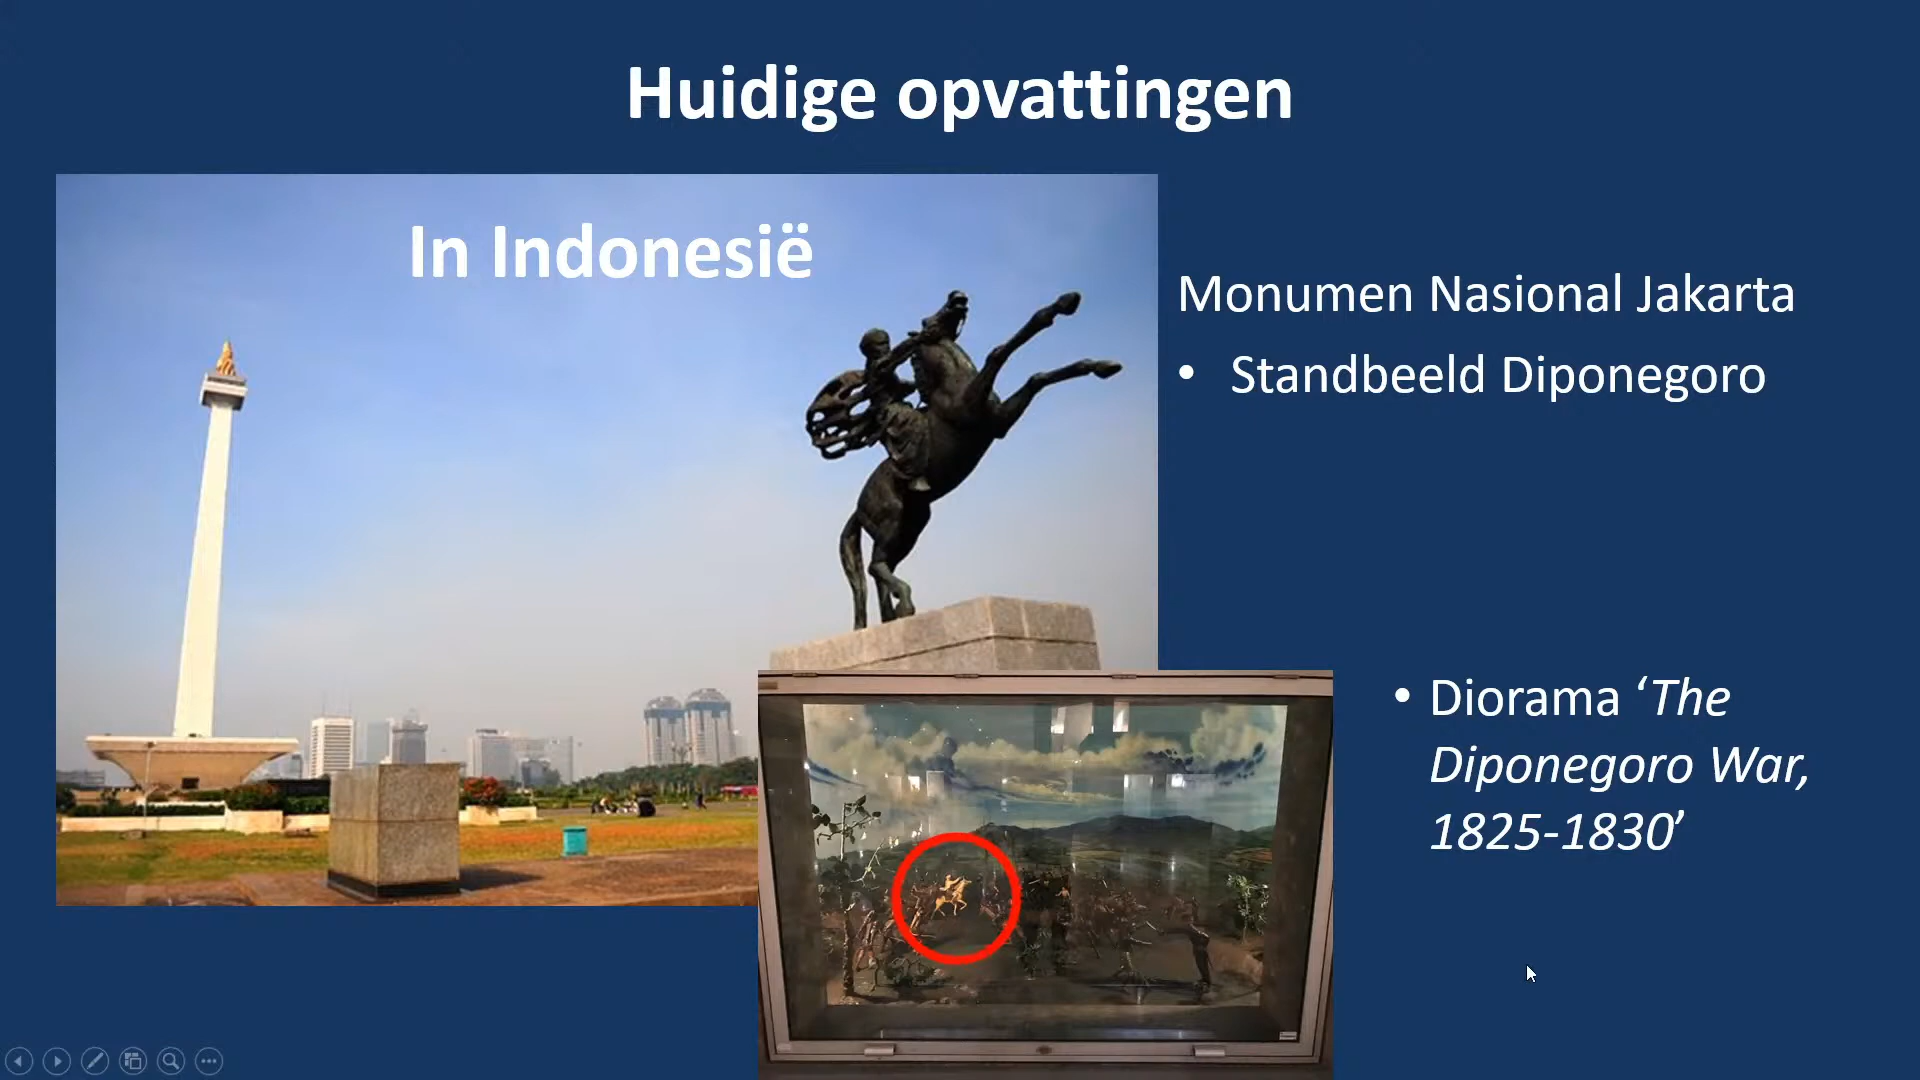 Huidige opvattingen
In Indonesië
Monumen Nasional Jakarta
• Standbeeld Diponegoro
• Diorama ‘The
Diponegoro War,
1825-1830’